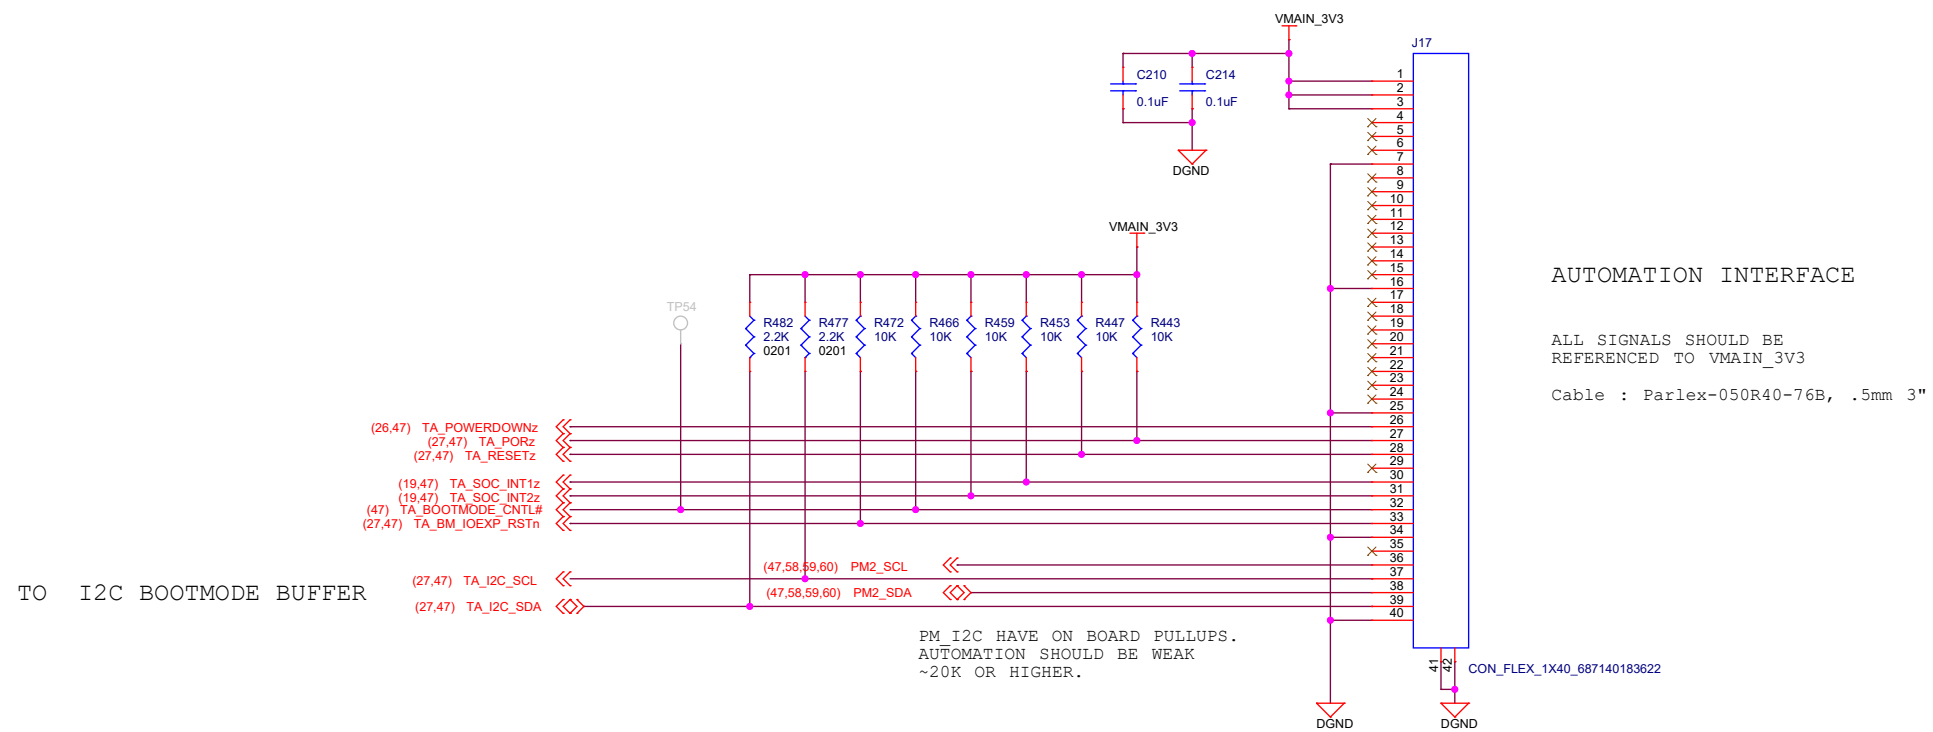 VMAIN_3V3
J17
C210
0.1uF
C214
0.1uF
DGND
1
2
3
4
5
6
7
8
9
10
11
12
13
14
15
16
17
18
19
20
21
22
23
24
25
26
27
28
29
30
31
32
33
34
35
36
37
38
39
40
VMAIN_3V3
TP54
R482
2.2K
0201
R477
2.2K
0201
R472
10K
R466
10K
R459
10K
R453
10K
R447
10K
R443
10K
AUTOMATION INTERFACE
ALL SIGNALS SHOULD BE
REFERENCED TO VMAIN_3V3
Cable : Parlex-050R40-76B, .5mm 3"
(26,47) TA_POWERDOWNz
(27,47) TA_PORz
(27,47) TA_RESETz
(19,47) TA_SOC_INT1z
(19,47) TA_SOC_INT2z
(47) TA_BOOTMODE_CNTL#
(27,47) TA_BM_IOEXP_RSTn
(47,58,59,60) PM2_SCL
(27,47) TA_I2C_SCL
(47,58,59,60) PM2_SDA
(27,47) TA_I2C_SDA
TO I2C BOOTMODE BUFFER
PM_I2C HAVE ON BOARD PULLUPS.
AUTOMATION SHOULD BE WEAK
~20K OR HIGHER.
41
42
CON_FLEX_1X40_687140183622
DGND
DGND